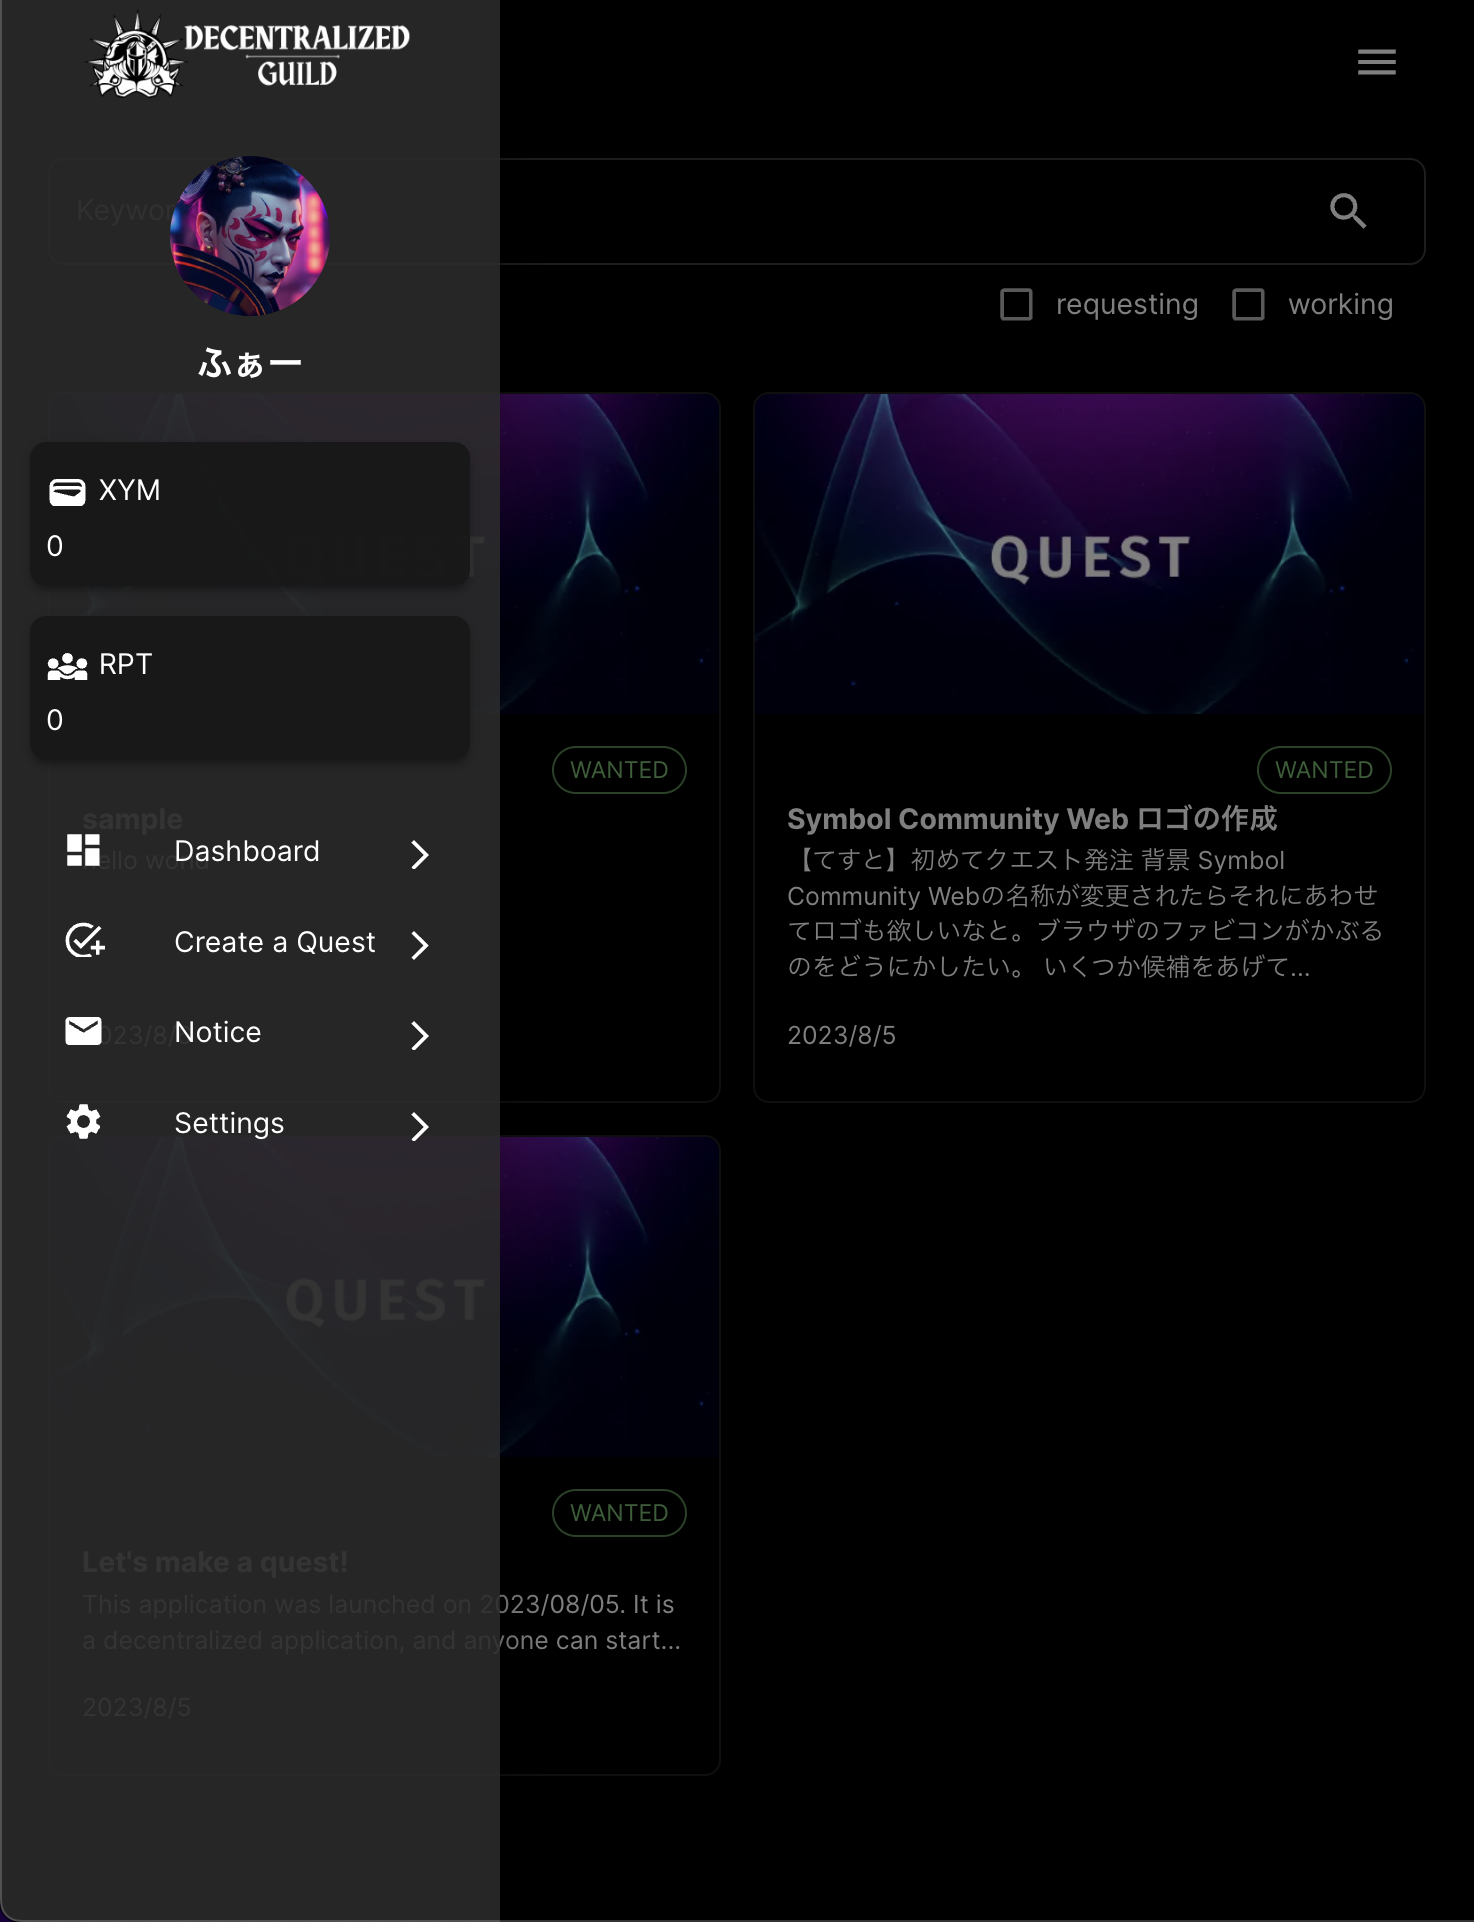 DECENTRALIZED
GUILD
Keywor
requesting
working
ふぁー
XYM
0
RPT
0
QUEST
WANTED
WANTED
sample
ello world
Symbol Community Web ロゴの作成
【てすと】初めてクエスト発注 背景 Symbol
Community Webの名称が変更されたらそれにあわせ
てロゴも欲しいなと。ブラウザのファビコンがかぶる
のをどうにかしたい。 いくつか候補をあげて...
2023/8/5
Dashboard
Create a Quest
Notice
Settings
QUEST
WANTED
Let's make a quest!
This application was launched on 2023/08/05. It is
a decentralized application, and anyone can start...
2023/8/5